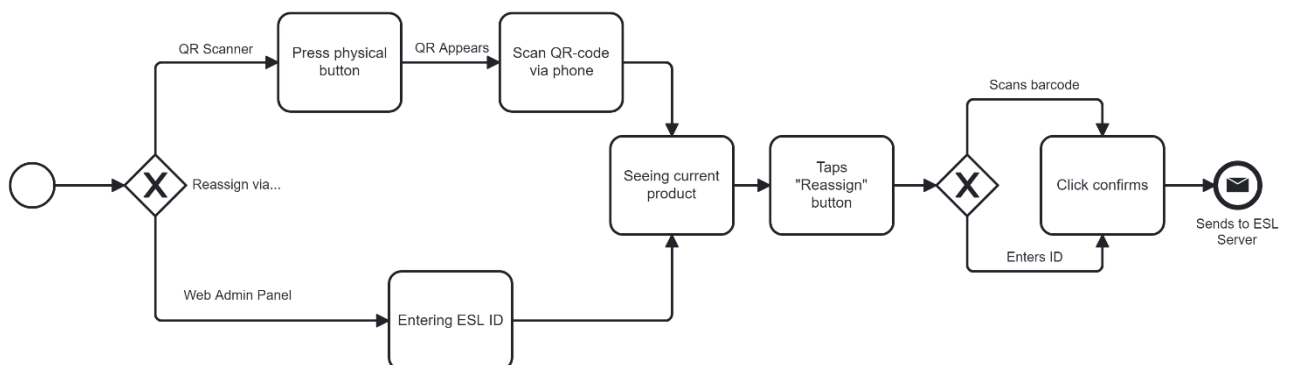 QR Scanner
Press physical
button
QR Appears
Scan QR-code
via phone
Reassign via...
Web Admin Panel
Entering ESL ID
Seeing current
product
Taps
"Reassign"
button
Scans barcode
Enters ID
Click confirms
Sends to ESL
Server